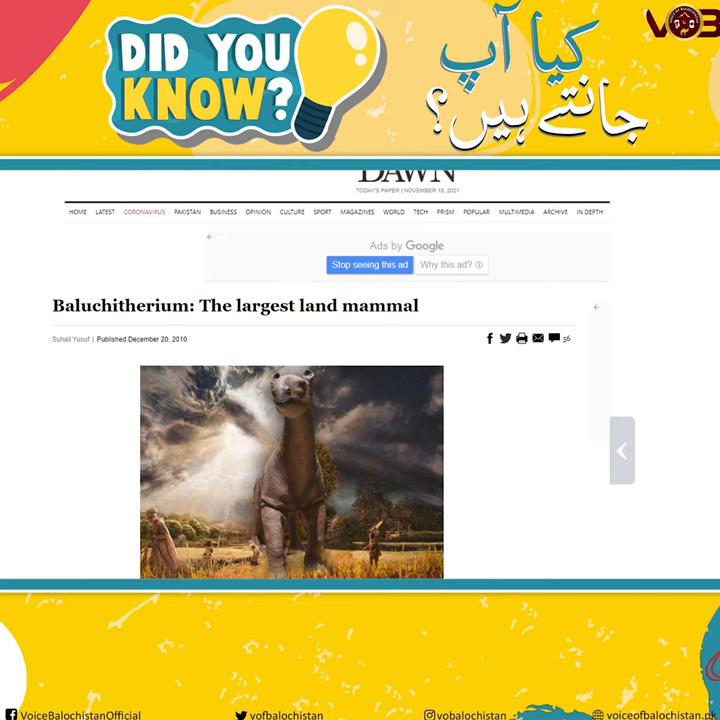 DID YOU
KNOW?
کیا آپ
جانتے ہیں؟
VOB
DAWN
TODAY'S PAPER | NOVEMBER 18, 2021
HOME LATEST CORONAVIRUS PAKISTAN BUSINESS OPINION CULTURE SPORT MAGAZINES WORLD TECH PRISM POPULAR MULTIMEDIA ARCHIVE IN DEPTH
Ads by Google
Stop seeing this ad Why this ad?
Baluchitherium: The largest land mammal
Suhail Yusuf | Published December 20, 2010
56
VoiceBalochistanOfficial vofbalochistan vobalochistan voiceofbalochistan.pk